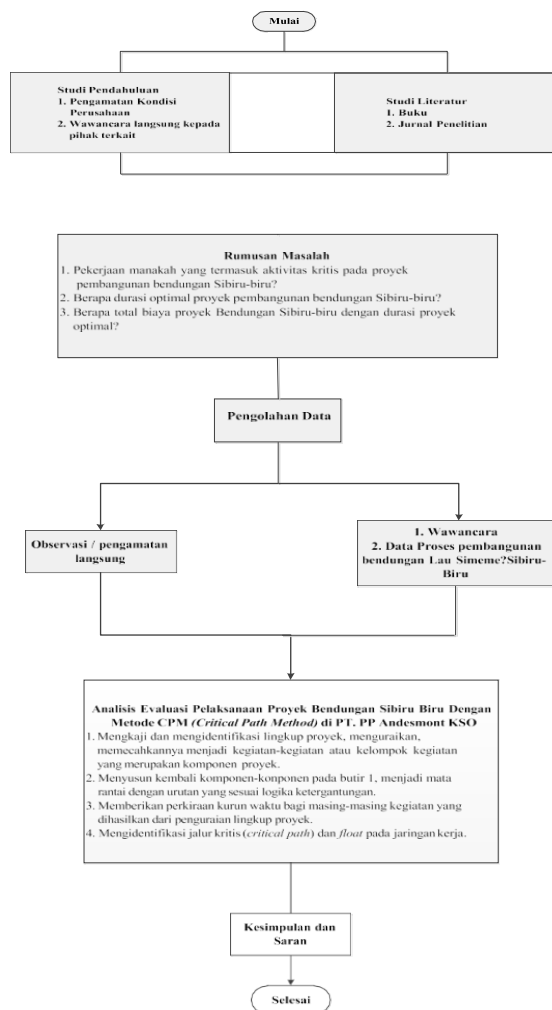 Mulai
Studi Pendahuluan
1. Pengamatan Kondisi
Perusahaan
2. Wawancara langsung kepada
pihak terkait
Studi Literatur
1. Buku
2. Jurnal Penelitian
Rumusan Masalah
1. Pekerjaan manakah yang termasuk aktivitas kritis pada proyek
pembangunan bendungan Sibiru-biru?
2. Berapa durasi optimal proyek pembangunan bendungan Sibiru-biru?
3. Berapa total biaya proyek Bendungan Sibiru-biru dengan durasi proyek
optimal?
Pengolahan Data
Observasi / pengamatan
langsung
1. Wawancara
2. Data Proses pembangunan
bendungan Lau Simeme?Sibiru-
Biru
Analisis Evaluasi Pelaksanaan Proyek Bendungan Sibiru Biru Dengan
Metode CPM (Critical Path Method) di PT. PP Andesmont KSO
1. Mengkaji dan mengidentifikasi lingkup proyek, menguraikan,
memecahkannya menjadi kegiatan-kegiatan atau kelompok kegiatan
yang merupakan komponen proyek.
2. Menyusun kembali komponen-konponen pada butir 1, menjadi mata
rantai dengan urutan yang sesuai logika ketergantungan.
3. Memberikan perkiraan kurun waktu bagi masing-masing kegiatan yang
dihasilkan dari penguraian lingkup proyek.
4. Mengidentifikasi jalur kritis (critical path) dan float pada jaringan kerja.
Kesimpulan dan
Saran
Selesai